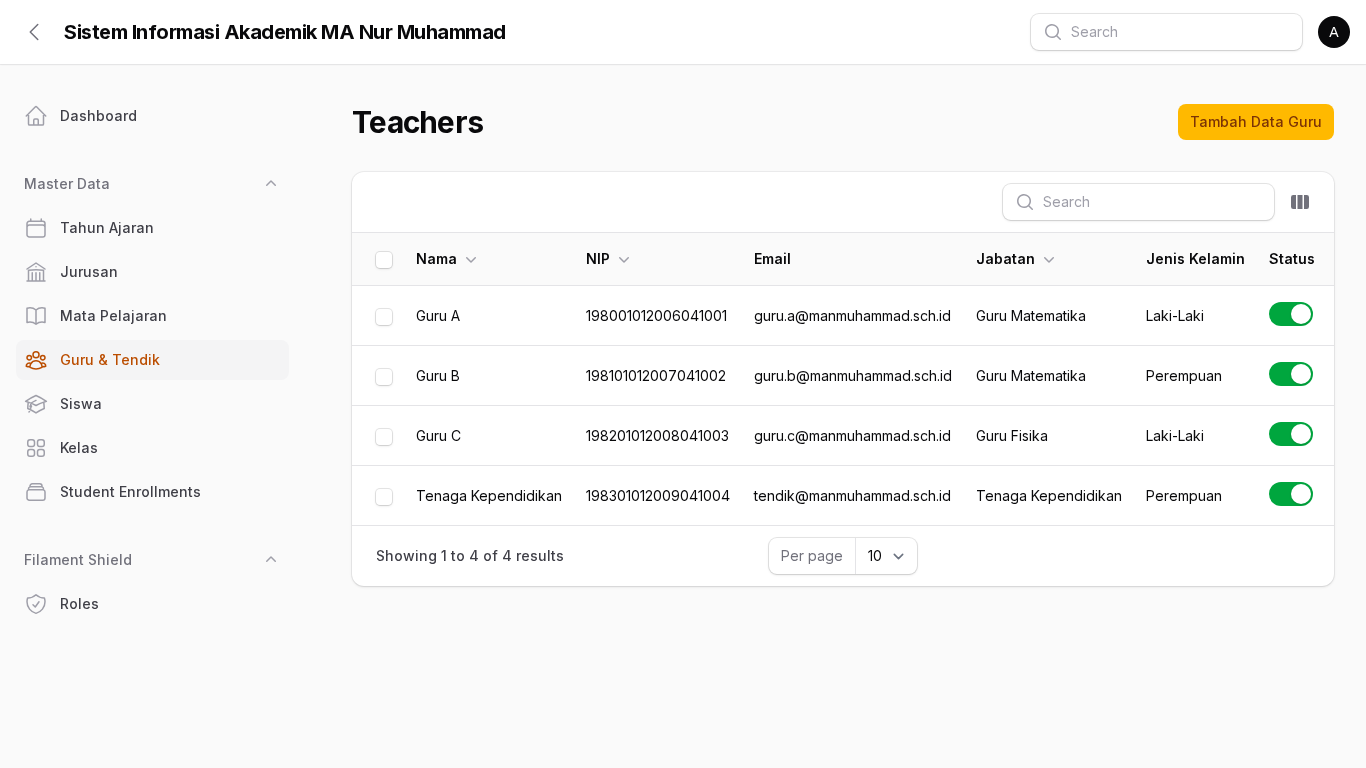 Sistem Informasi Akademik MA Nur Muhammad
Search
A
Dashboard
Master Data
Tahun Ajaran
Jurusan
Mata Pelajaran
Guru & Tendik
Siswa
Kelas
Student Enrollments
Filament Shield
Roles
Teachers
Tambah Data Guru
Search
Nama NIP Email Jabatan Jenis Kelamin Status
Guru A 198001012006041001 guru.a@manmuhammad.sch.id Guru Matematika Laki-Laki
Guru B 198101012007041002 guru.b@manmuhammad.sch.id Guru Matematika Perempuan
Guru C 198201012008041003 guru.c@manmuhammad.sch.id Guru Fisika Laki-Laki
Tenaga Kependidikan 198301012009041004 tendik@manmuhammad.sch.id Tenaga Kependidikan Perempuan
Showing 1 to 4 of 4 results
Per page 10